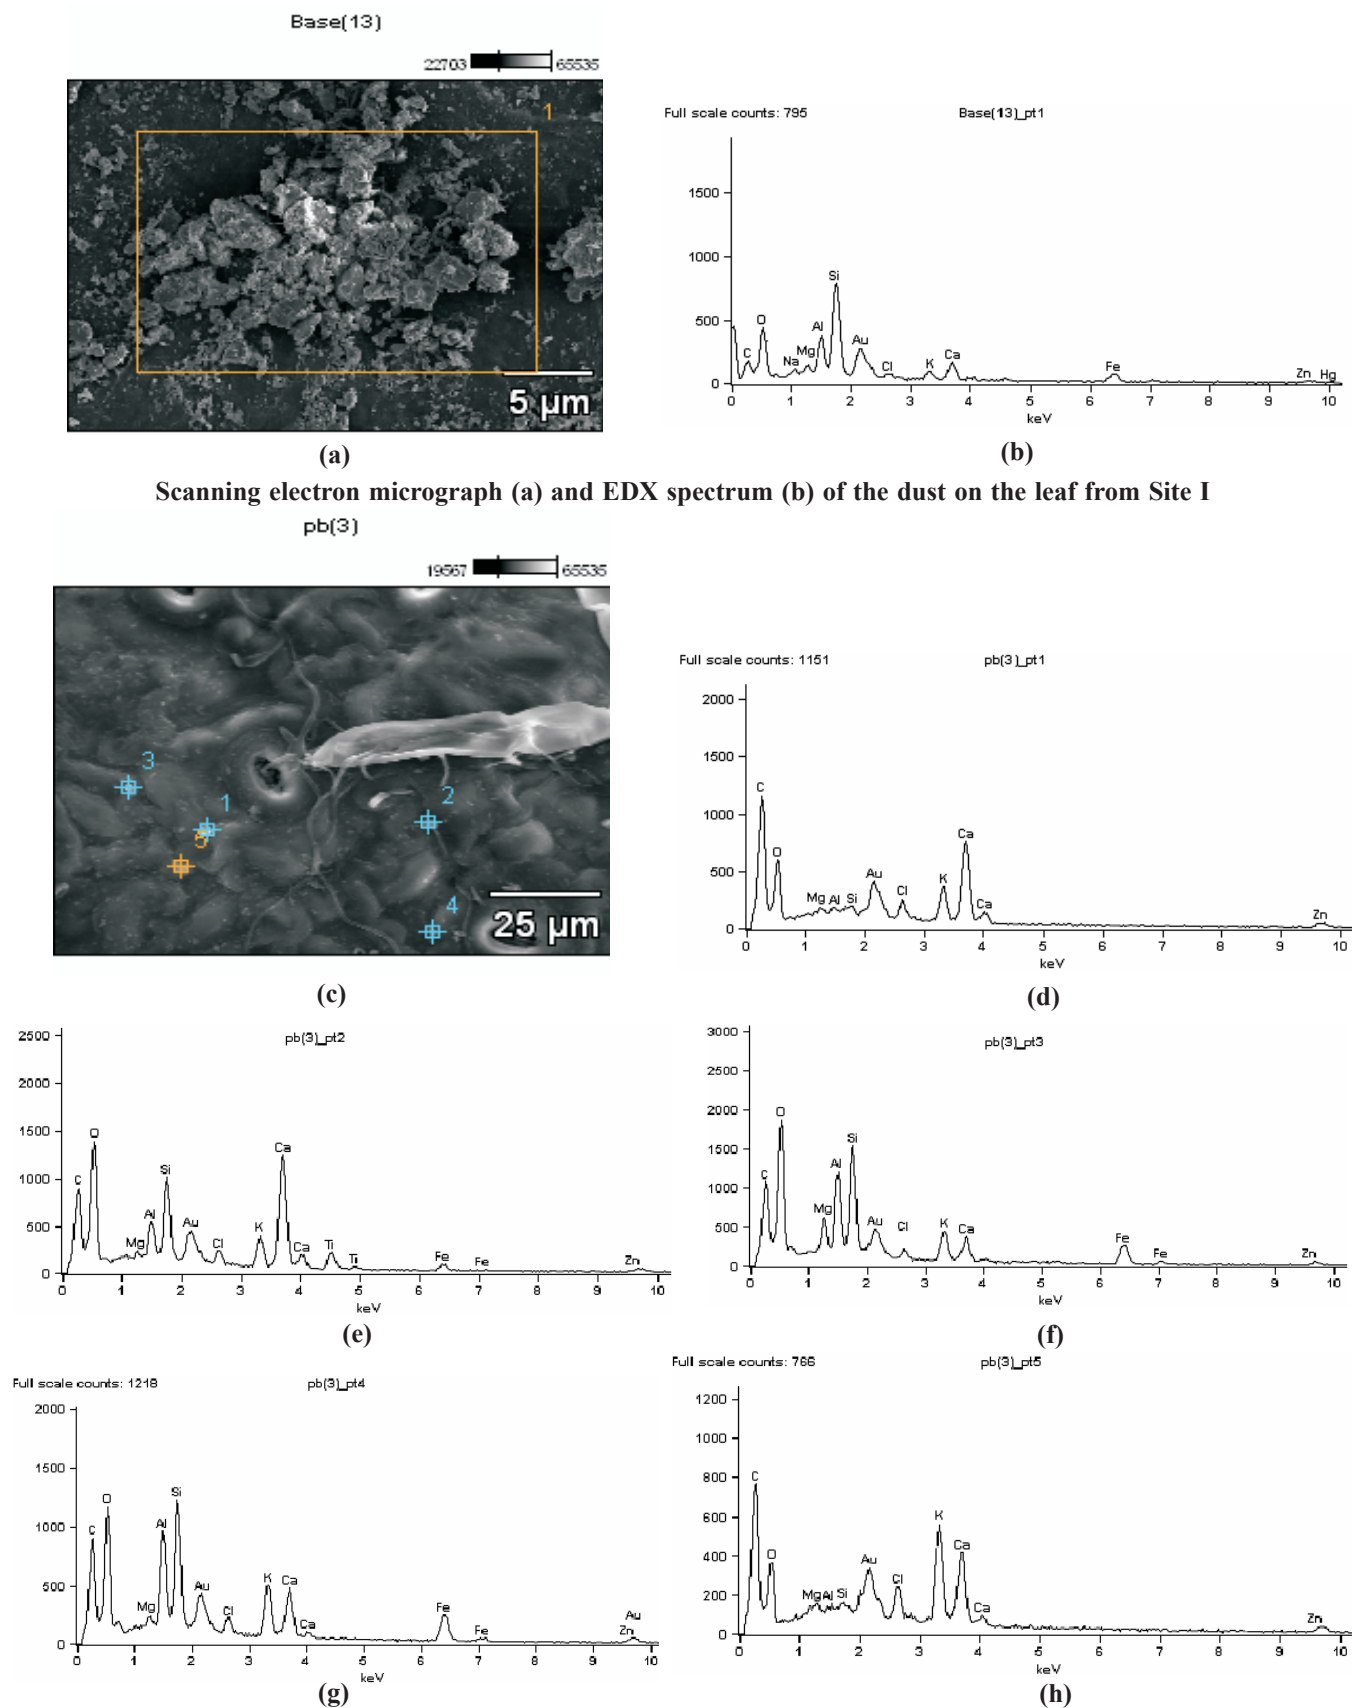 Base(13)
22703 65535
1
5 µm
(a)
Full scale counts: 795 Base(13)_pt1
1500
1000
500
0
C O Na Mg Al Si Au Cl K Ca Fe Zn Hg
0 1 2 3 4 5 6 7 8 9 10
keV
(b)
Scanning electron micrograph (a) and EDX spectrum (b) of the dust on the leaf from Site I
pb(3)
19567 65535
3
1
2
5
4
25 µm
(c)
Full scale counts: 1151 pb(3)_pt1
2000
1500
1000
500
0
C O Mg Al Si Au Cl K Ca Ca Zn
0 1 2 3 4 5 6 7 8 9 10
keV
(d)
pb(3)_pt2
2500
2000
1500
1000
500
0
C O Mg Al Si Au Cl K Ca Ca Ti Ti Fe Fe Zn
0 1 2 3 4 5 6 7 8 9 10
keV
(e)
pb(3)_pt3
3000
2500
2000
1500
1000
500
0
C O Mg Al Si Au Cl K Ca Fe Fe Zn
0 1 2 3 4 5 6 7 8 9 10
keV
(f)
Full scale counts: 1218 pb(3)_pt4
2000
1500
1000
500
0
C O Mg Al Si Au Cl K Ca Ca Fe Fe Au Zn
0 1 2 3 4 5 6 7 8 9 10
keV
(g)
Full scale counts: 766 pb(3)_pt5
1200
1000
800
600
400
200
0
C O Mg Al Si Au Cl K Ca Ca Zn
0 1 2 3 4 5 6 7 8 9 10
keV
(h)